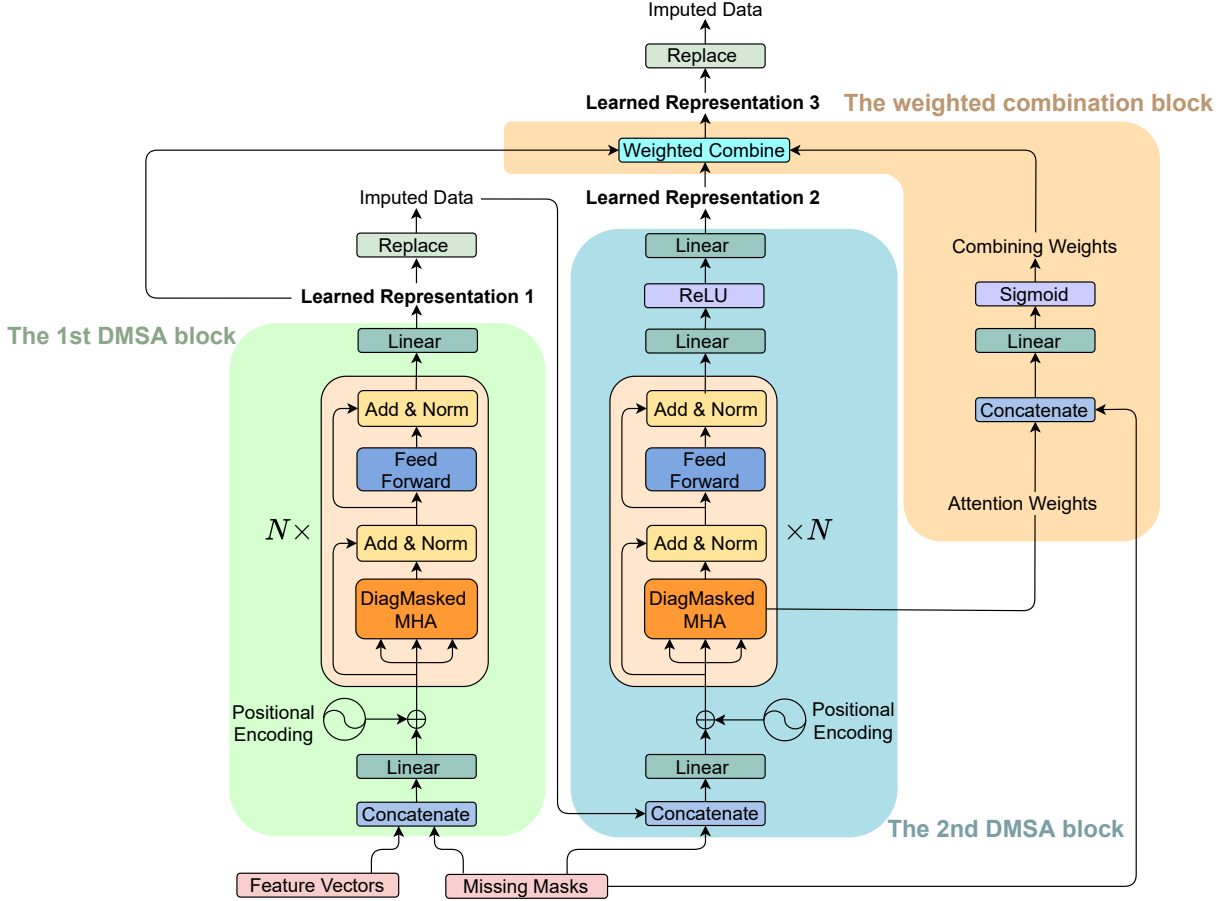 Imputed Data
Replace
Learned Representation 3
The weighted combination block
Weighted Combine
Imputed Data
Learned Representation 2
Replace
Linear
Combining Weights
Learned Representation 1
ReLU
Sigmoid
The 1st DMSA block
Linear
Linear
Linear
Add & Norm
Add & Norm
Concatenate
Feed
Forward
Feed
Forward
Attention Weights
N×
Add & Norm
Add & Norm
×N
DiagMasked
MHA
DiagMasked
MHA
Positional
Encoding
Positional
Encoding
Linear
Linear
Concatenate
Concatenate
The 2nd DMSA block
Feature Vectors
Missing Masks